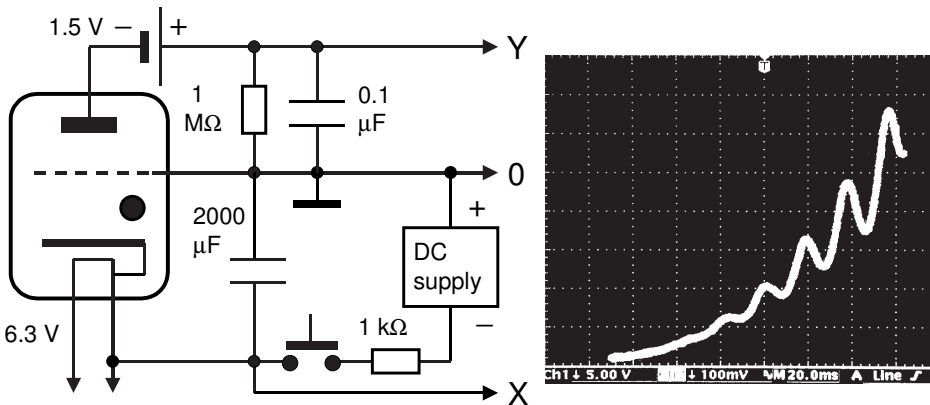 1.5 V − +
Y
1
MΩ
0.1
µF
0
2000
µF
+
DC
supply
−
6.3 V
1 kΩ
X
T
Ch1 ↓ 5.00 V ↓ 100mV M 20.0ms A Line